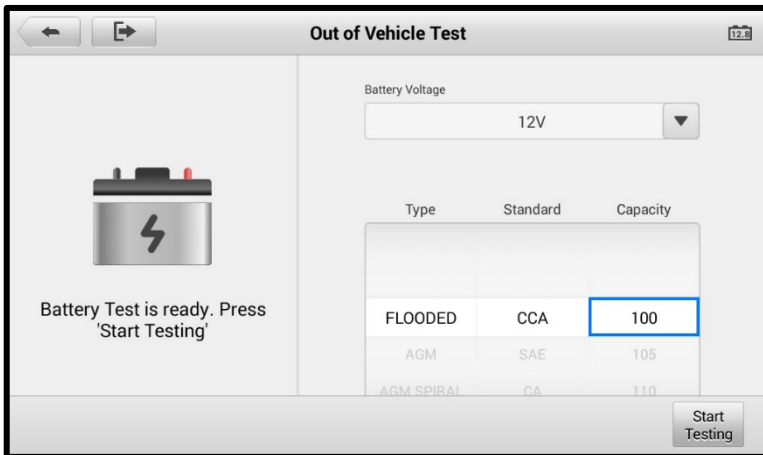 Out of Vehicle Test
12.8
Battery Voltage
12V
Type Standard Capacity
FLOODED CCA 100
AGM SAE 105
AGM SPIRAL CA 110
Battery Test is ready. Press
'Start Testing'
Start
Testing